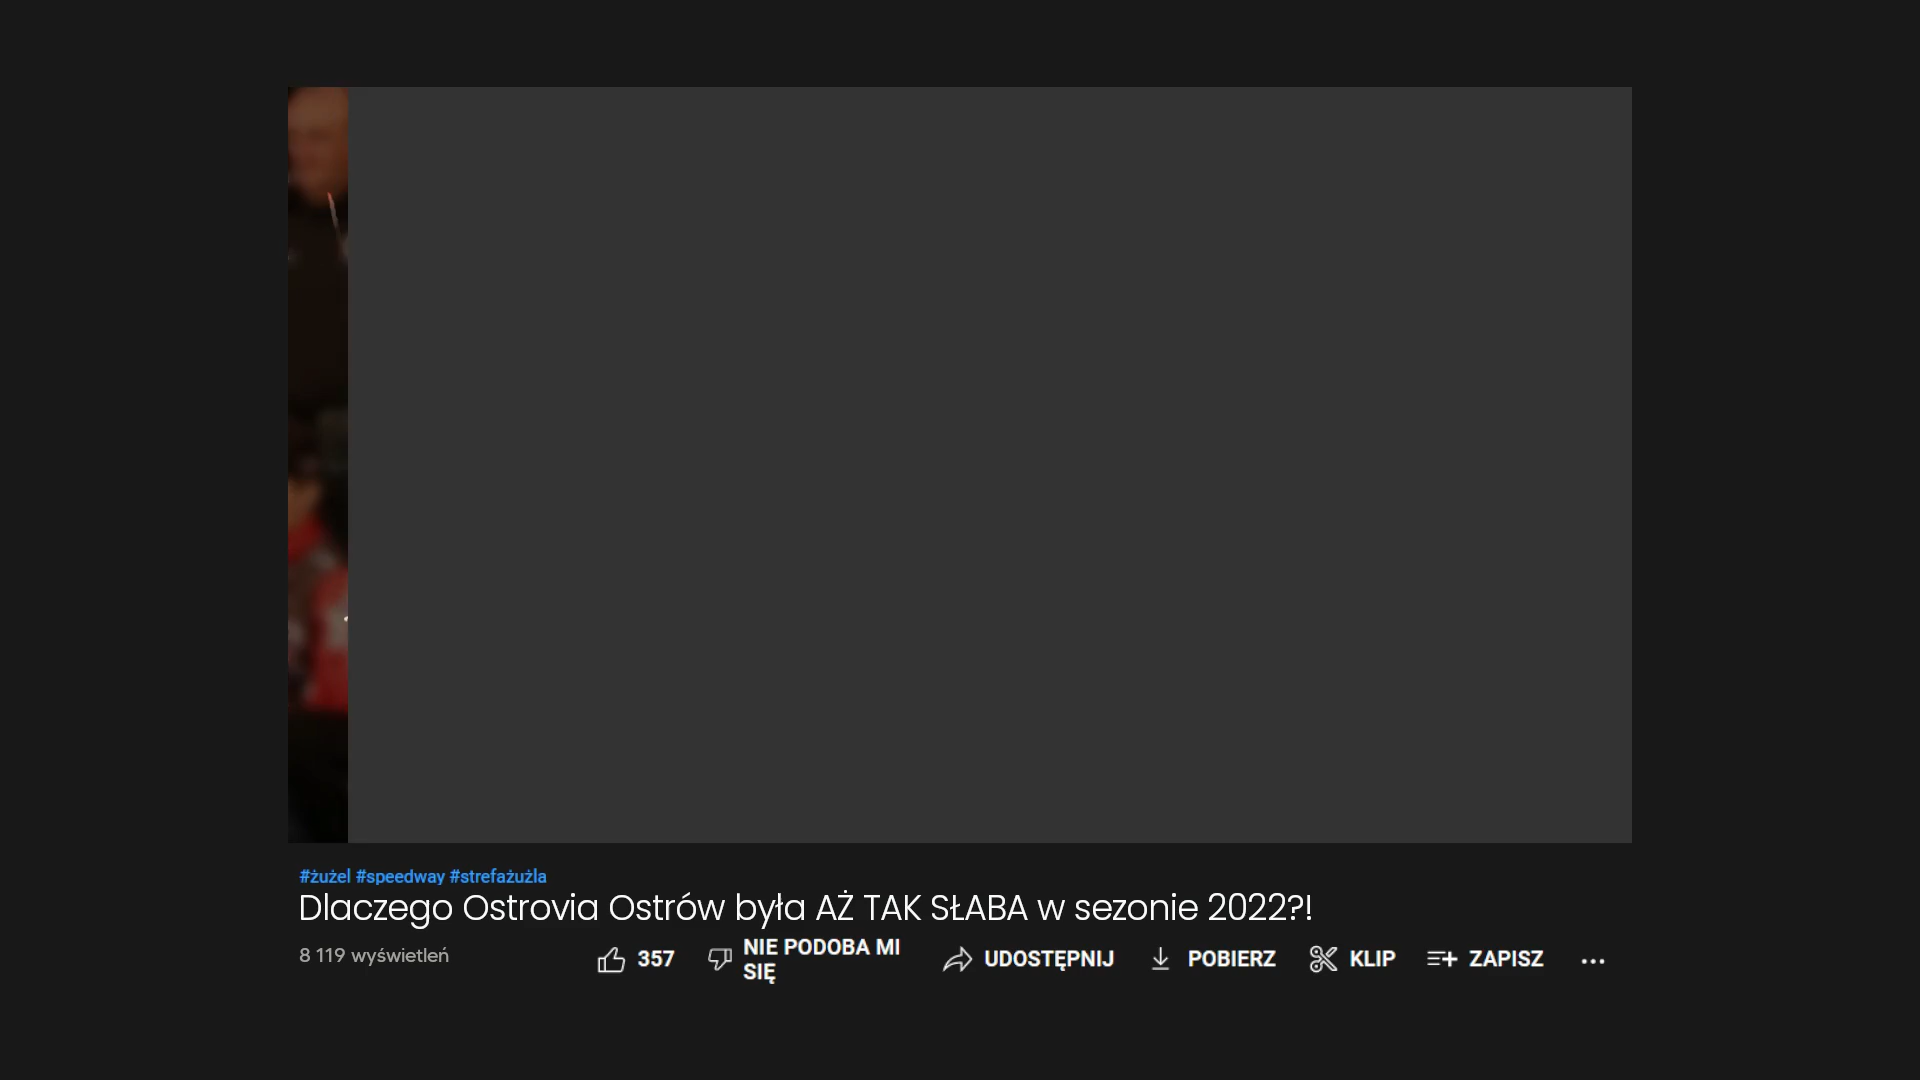 #żużel #speedway #strefażużla
Dlaczego Ostrovia Ostrów była AŻ TAK SŁABA w sezonie 2022?!
8 119 wyświetleń
357
NIE PODOBA MI
SIĘ
UDOSTĘPNIJ
POBIERZ
KLIP
ZAPISZ